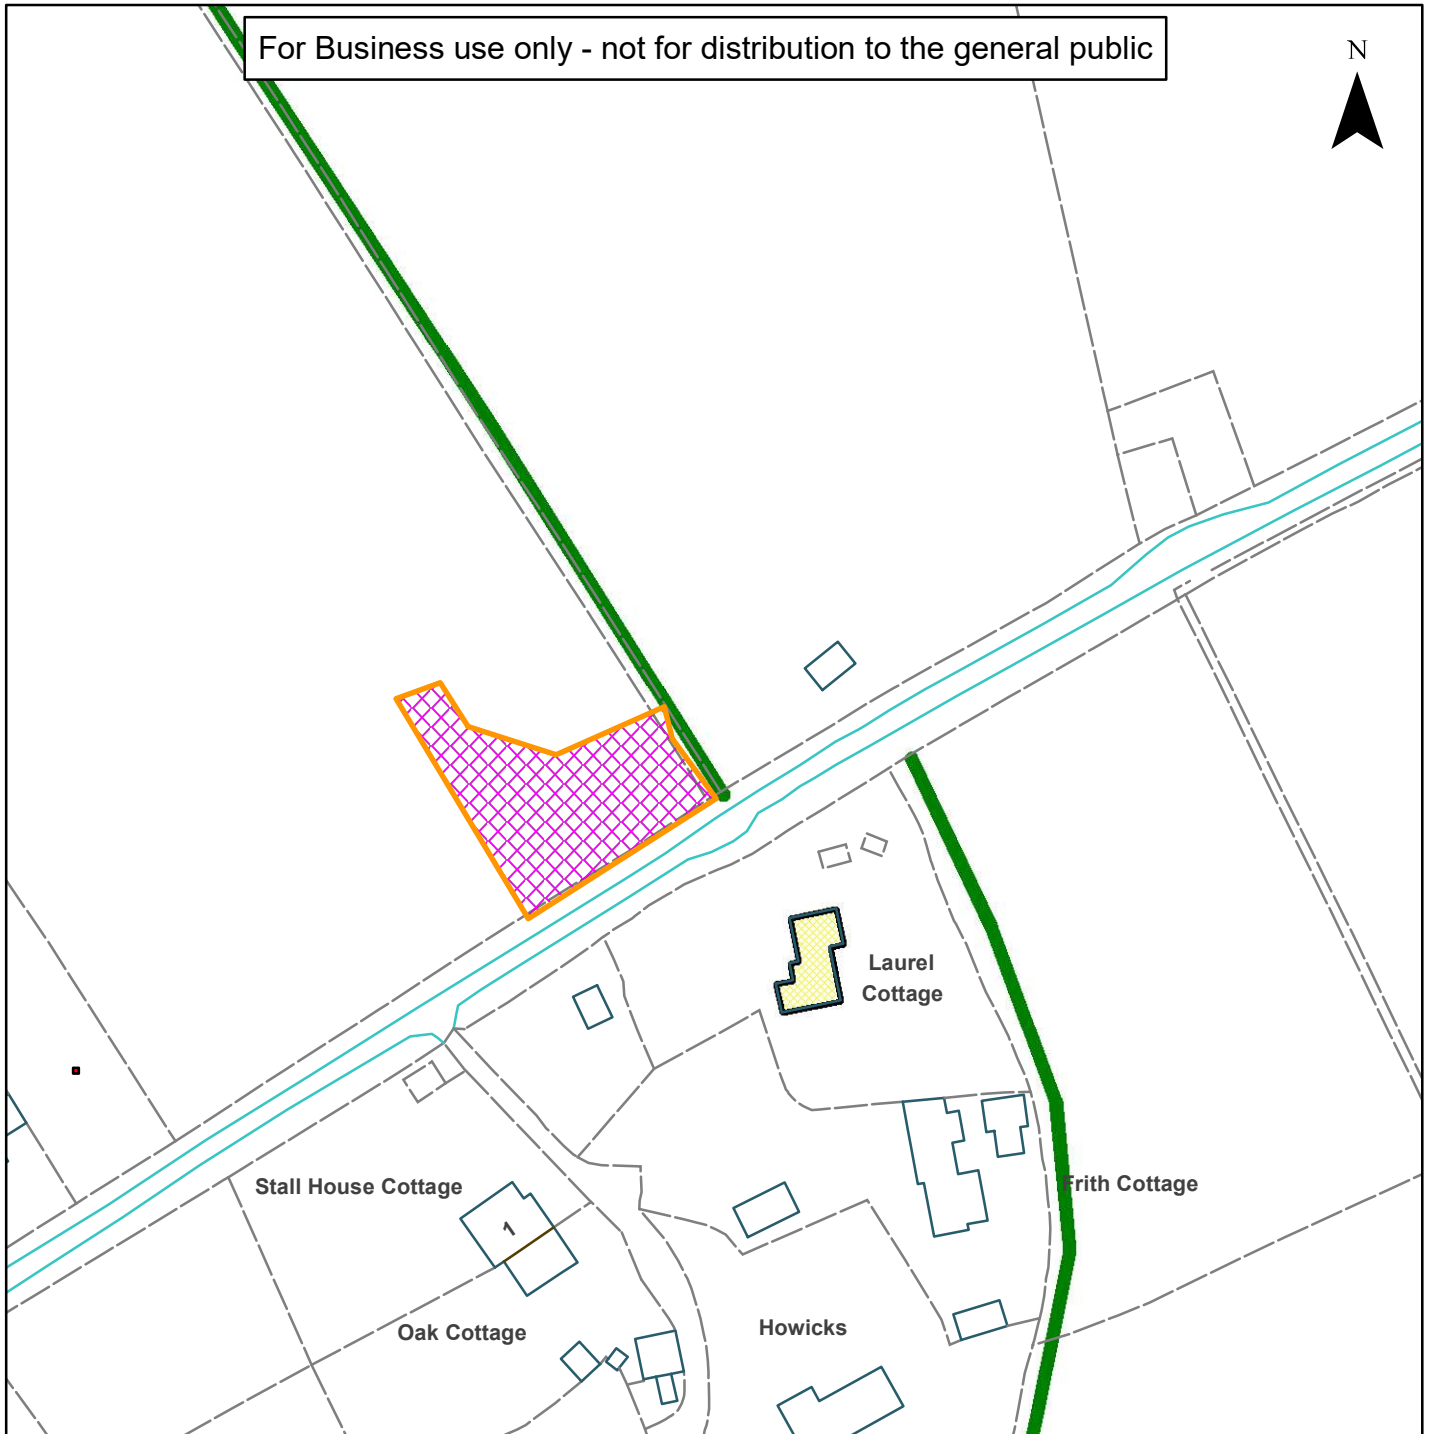 For Business use only - not for distribution to the general public
N
Laurel
Cottage
Stall House Cottage
1
Frith Cottage
Oak Cottage
Howicks